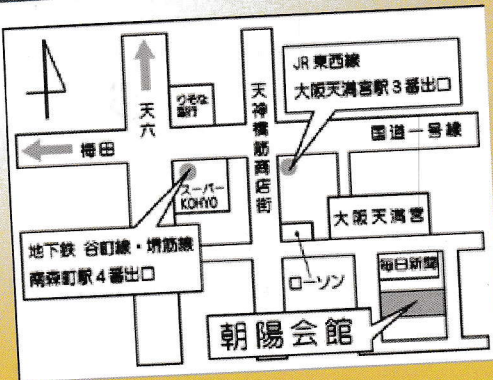 JR 東西線
大阪天満宮駅3番出口
天六
りそな
銀行
天神橋筋商店街
国道一号線
梅田
スーパー
KOHYO
大阪天満宮
地下鉄 谷町線・堺筋線
南森町駅4番出口
ローソン
毎日新聞
朝陽会館